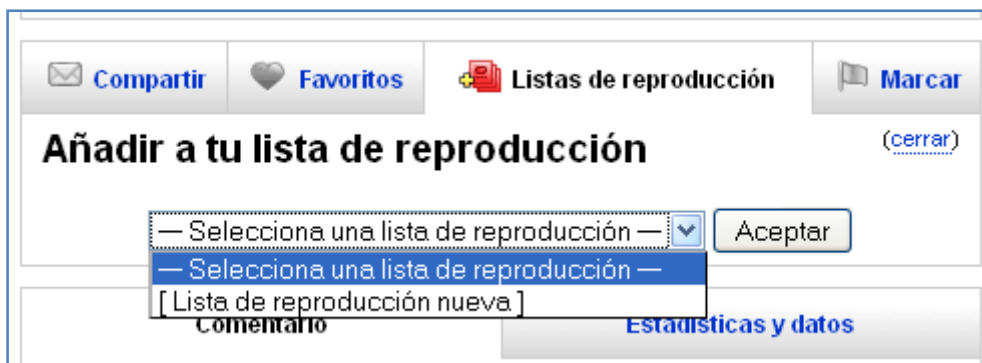 Compartir Favoritos Listas de reproducción Marcar
Añadir a tu lista de reproducción (cerrar)
— Selecciona una lista de reproducción — Aceptar
— Selecciona una lista de reproducción —
[ Lista de reproducción nueva ]
Comentario Estadísticas y datos